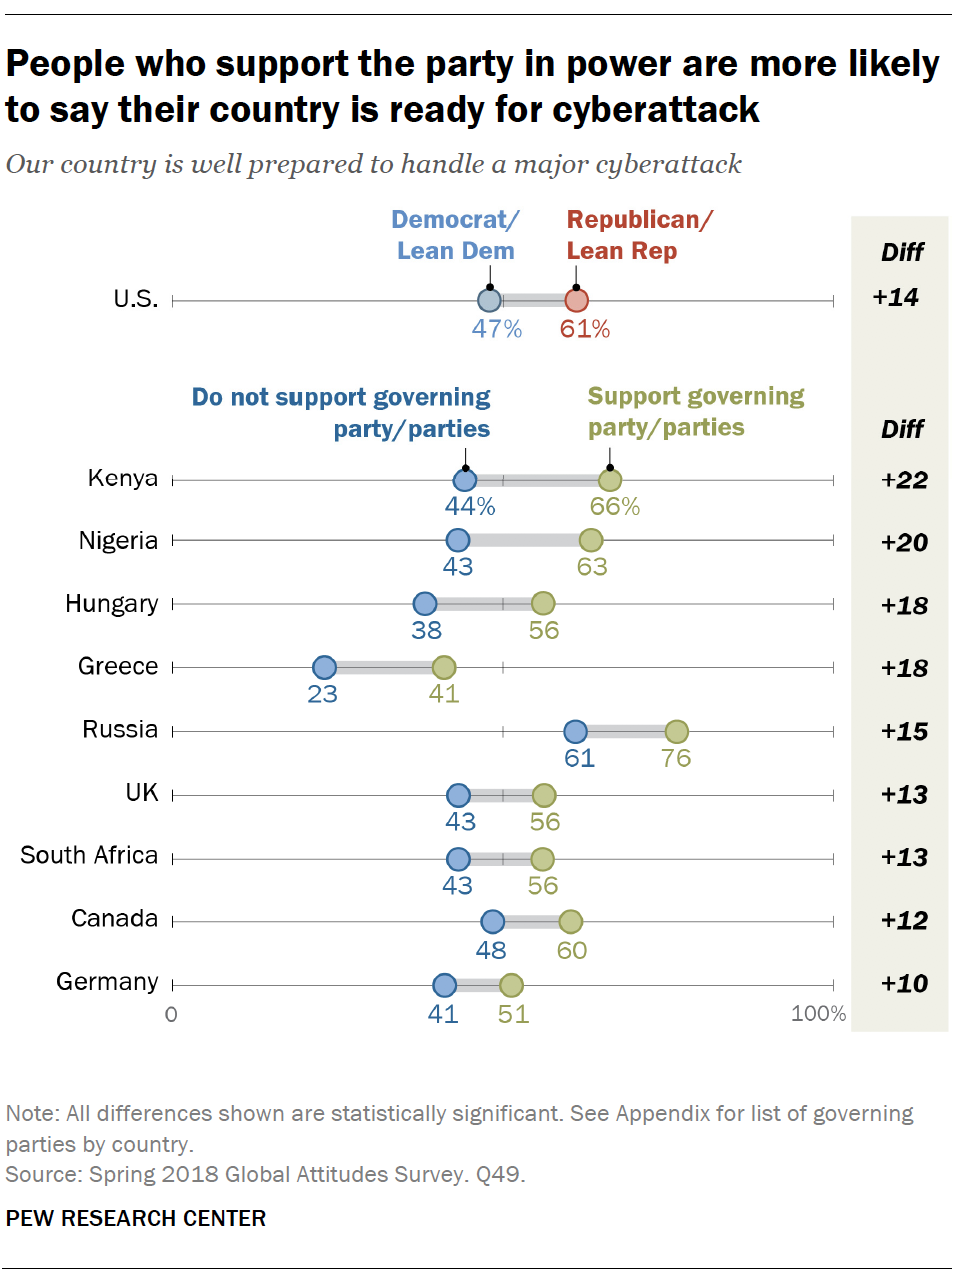 People who support the party in power are more likely
to say their country is ready for cyberattack
Our country is well prepared to handle a major cyberattack
Democrat/
Lean Dem
Republican/
Lean Rep
Diff
U.S.
47%
61%
+14
Do not support governing
party/parties
Support governing
party/parties
Diff
Kenya
44%
66%
+22
Nigeria
43
63
+20
Hungary
38
56
+18
Greece
23
41
+18
Russia
61
76
+15
UK
43
56
+13
South Africa
43
56
+13
Canada
48
60
+12
Germany
41
51
+10
0
100%
Note: All differences shown are statistically significant. See Appendix for list of governing
parties by country.
Source: Spring 2018 Global Attitudes Survey. Q49.
PEW RESEARCH CENTER